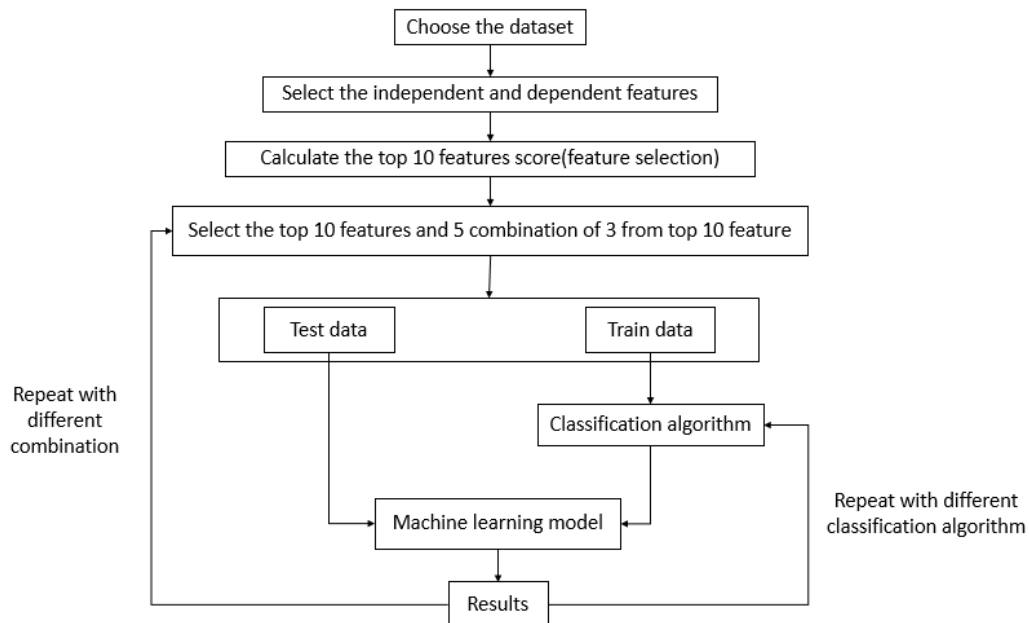 Choose the dataset
Select the independent and dependent features
Calculate the top 10 features score(feature selection)
Select the top 10 features and 5 combination of 3 from top 10 feature
Test data
Train data
Repeat with
different
combination
Classification algorithm
Machine learning model
Repeat with different
classification algorithm
Results